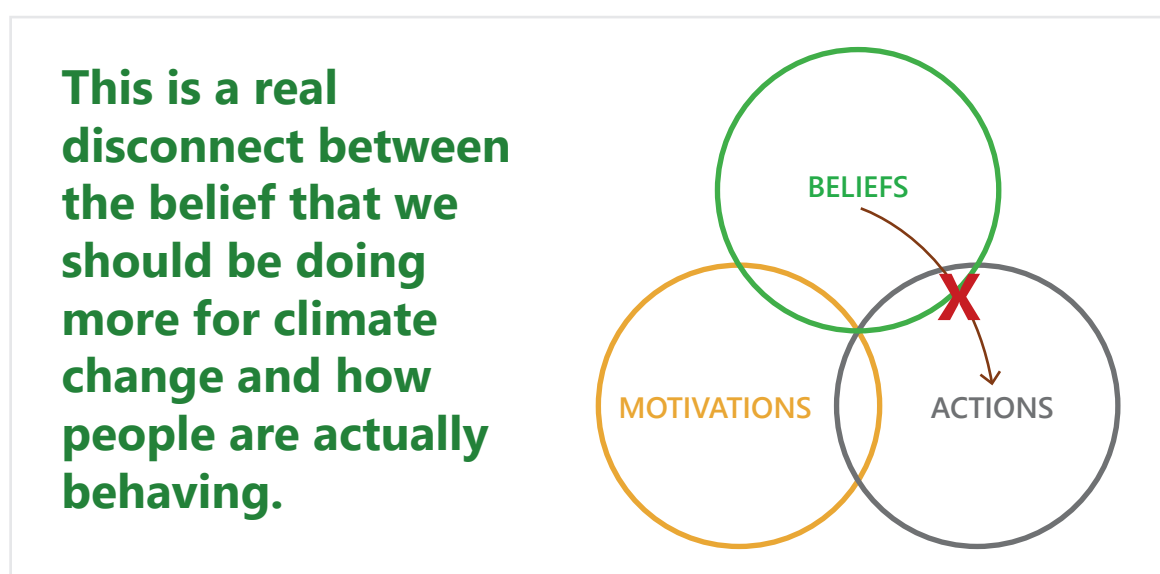 This is a real
disconnect between
the belief that we
should be doing
more for climate
change and how
people are actually
behaving.
BELIEFS
X
MOTIVATIONS
ACTIONS